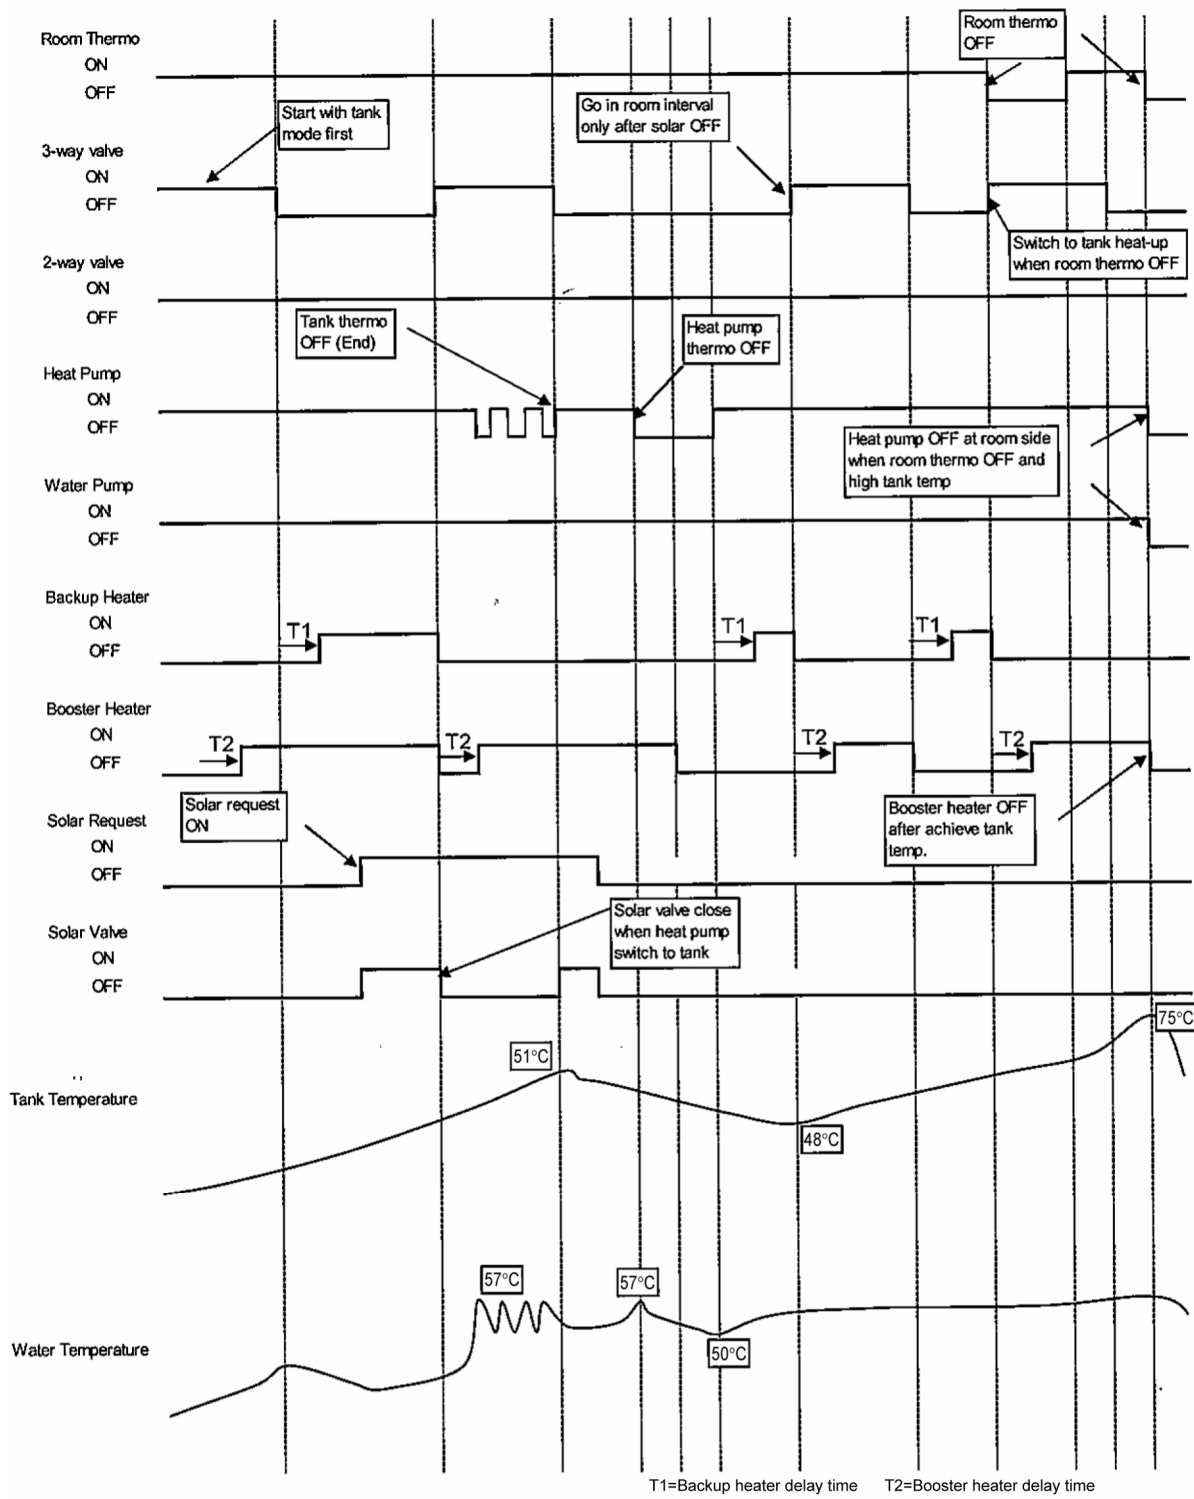 Room thermo
OFF
Room Thermo
ON
OFF
Start with tank
mode first
Go in room interval
only after solar OFF
3-way valve
ON
OFF
Switch to tank heat-up
when room thermo OFF
2-way valve
ON
OFF
Tank thermo
OFF (End)
Heat pump
thermo OFF
Heat Pump
ON
OFF
Heat pump OFF at room side
when room thermo OFF and
high tank temp
Water Pump
ON
OFF
Backup Heater
ON
OFF
T1
T1
T1
Booster Heater
ON
OFF
T2
T2
T2
T2
Solar request
ON
Booster heater OFF
after achieve tank
temp.
Solar Request
ON
OFF
Solar valve close
when heat pump
switch to tank
Solar Valve
ON
OFF
75°C
51°C
Tank Temperature
48°C
57°C
57°C
Water Temperature
50°C
T1=Backup heater delay time
T2=Booster heater delay time